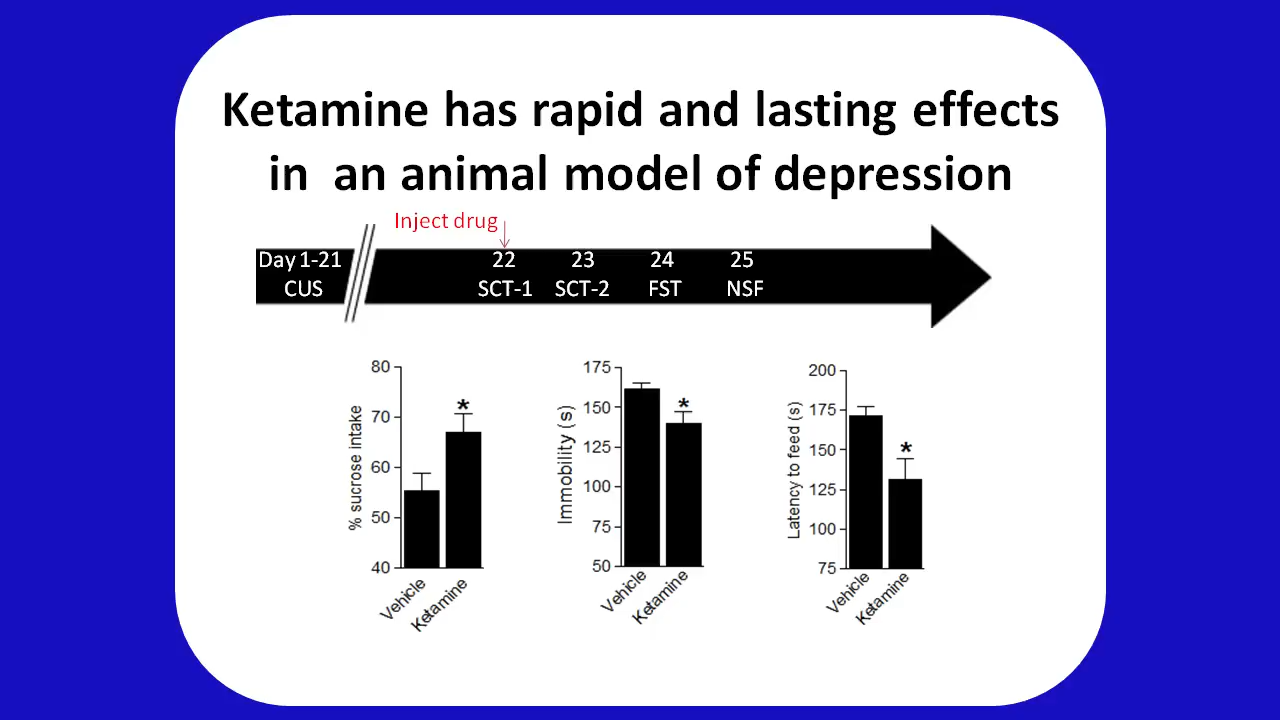 Ketamine has rapid and lasting effects
in an animal model of depression
Inject drug
Day 1-21 22 23 24 25
CUS SCT-1 SCT-2 FST NSF
% sucrose intake
80
70
60
50
40
*
Vehicle
Ketamine
Immobility (s)
175
150
125
100
75
50
*
Vehicle
Ketamine
Latency to feed (s)
200
175
150
125
100
75
*
Vehicle
Ketamine